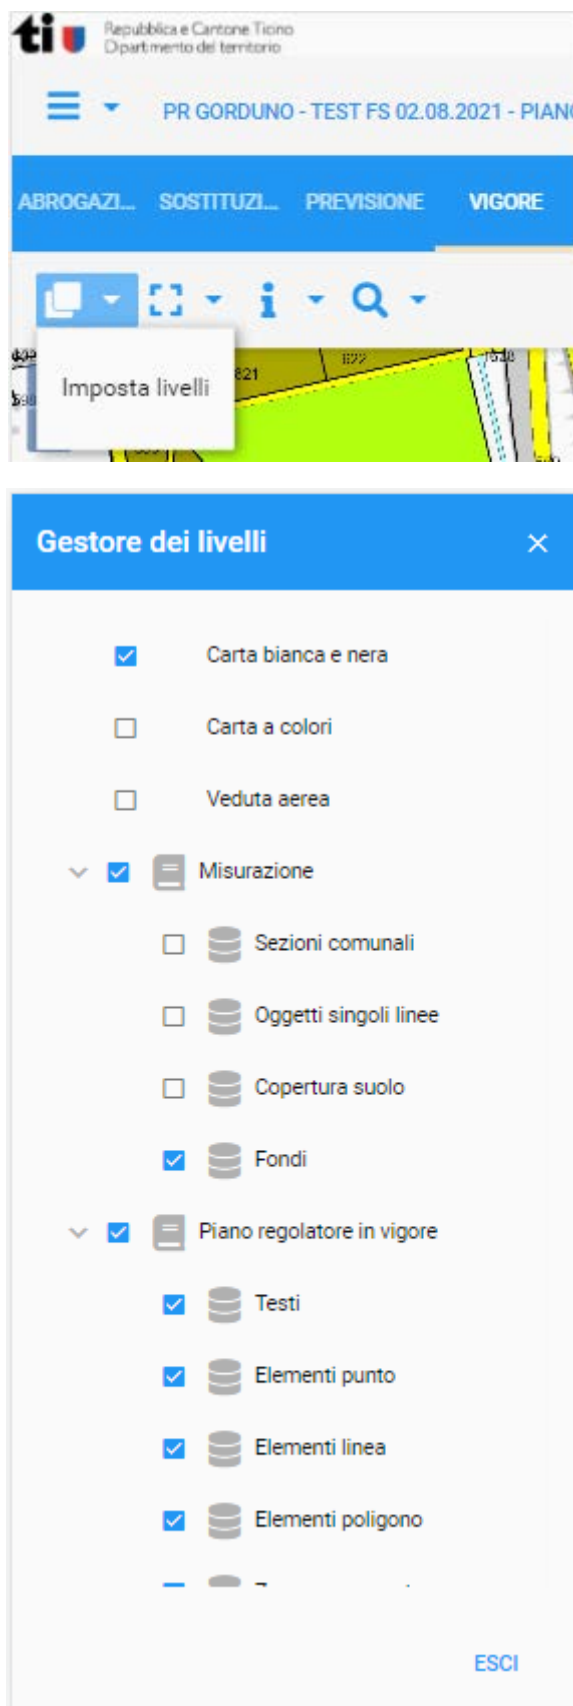 ti
Repubblica e Cantone Ticino
Dipartimento del territorio
PR GORDUNO - TEST FS 02.08.2021 - PIAN
ABROGAZI... SOSTITUZI... PREVISIONE VIGORE
Imposta livelli
621
622
Gestore dei livelli
Carta bianca e nera
Carta a colori
Veduta aerea
Misurazione
Sezioni comunali
Oggetti singoli linee
Copertura suolo
Fondi
Piano regolatore in vigore
Testi
Elementi punto
Elementi linea
Elementi poligono
ESCI